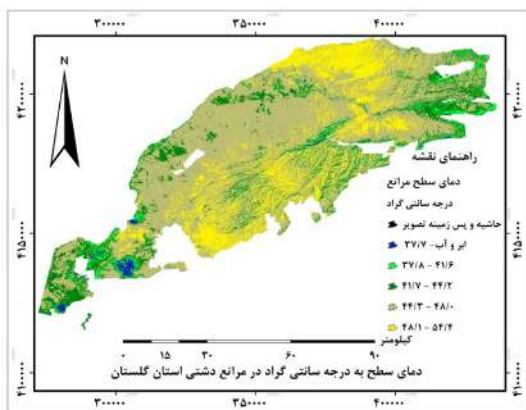 ۳۰۰۰۰۰ ۳۵۰۰۰۰ ۴۰۰۰۰۰
N
۴۲۰۰۰۰۰ ۴۲۰۰۰۰۰
راهنمای نقشه
دمای سطح مراتع
درجه سانتی گراد
حاشیه و پس زمینه تصویر
ابر و آب- ۳۷/۷
۳۷/۸ - ۴۱/۶
۴۱/۷ - ۴۴/۲
۴۴/۳ - ۴۸/۰
۴۸/۱ - ۵۴/۴
۴۱۵۰۰۰۰ ۴۱۵۰۰۰۰
کیلومتر
۰ ۱۵ ۳۰ ۶۰ ۹۰
دمای سطح به درجه سانتی گراد در مراتع دشتی استان گلستان
۴۱۰۰۰۰۰ ۴۱۰۰۰۰۰
۳۰۰۰۰۰ ۳۵۰۰۰۰ ۴۰۰۰۰۰